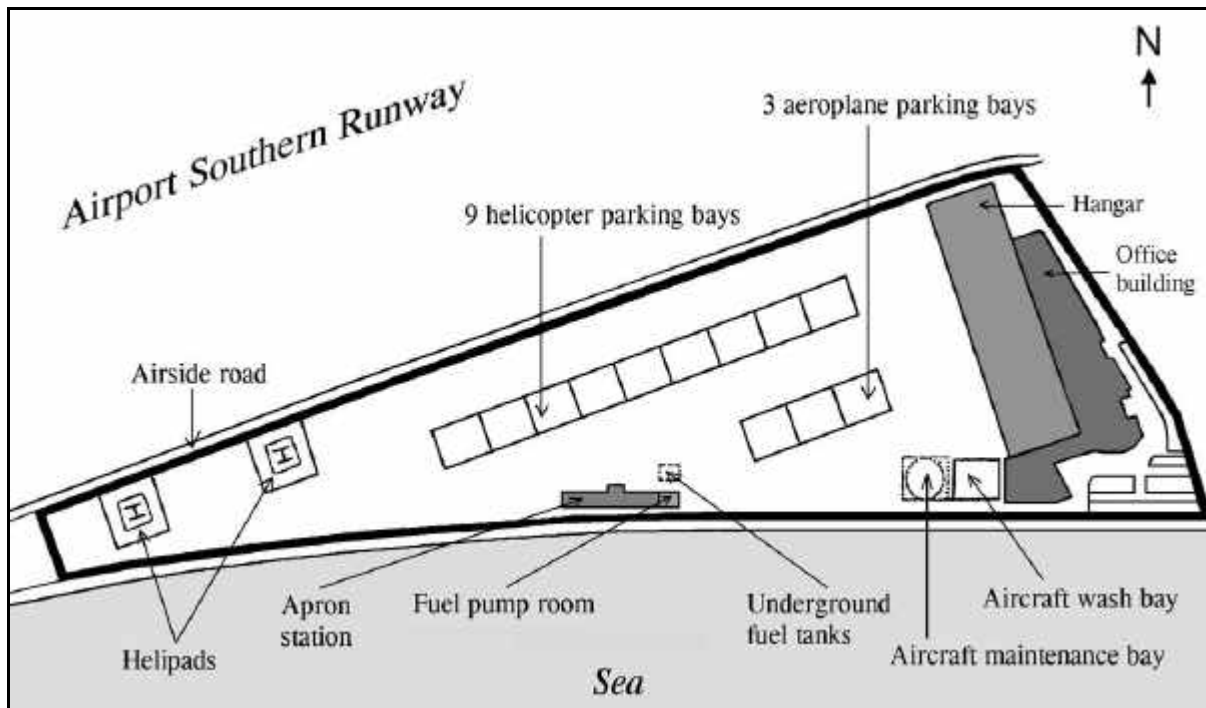 N
Airport Southern Runway
3 aeroplane parking bays
9 helicopter parking bays
Hangar
Office
building
Airside road
H
H
Apron
station
Fuel pump room
Underground
fuel tanks
Aircraft wash bay
Aircraft maintenance bay
Helipads
Sea